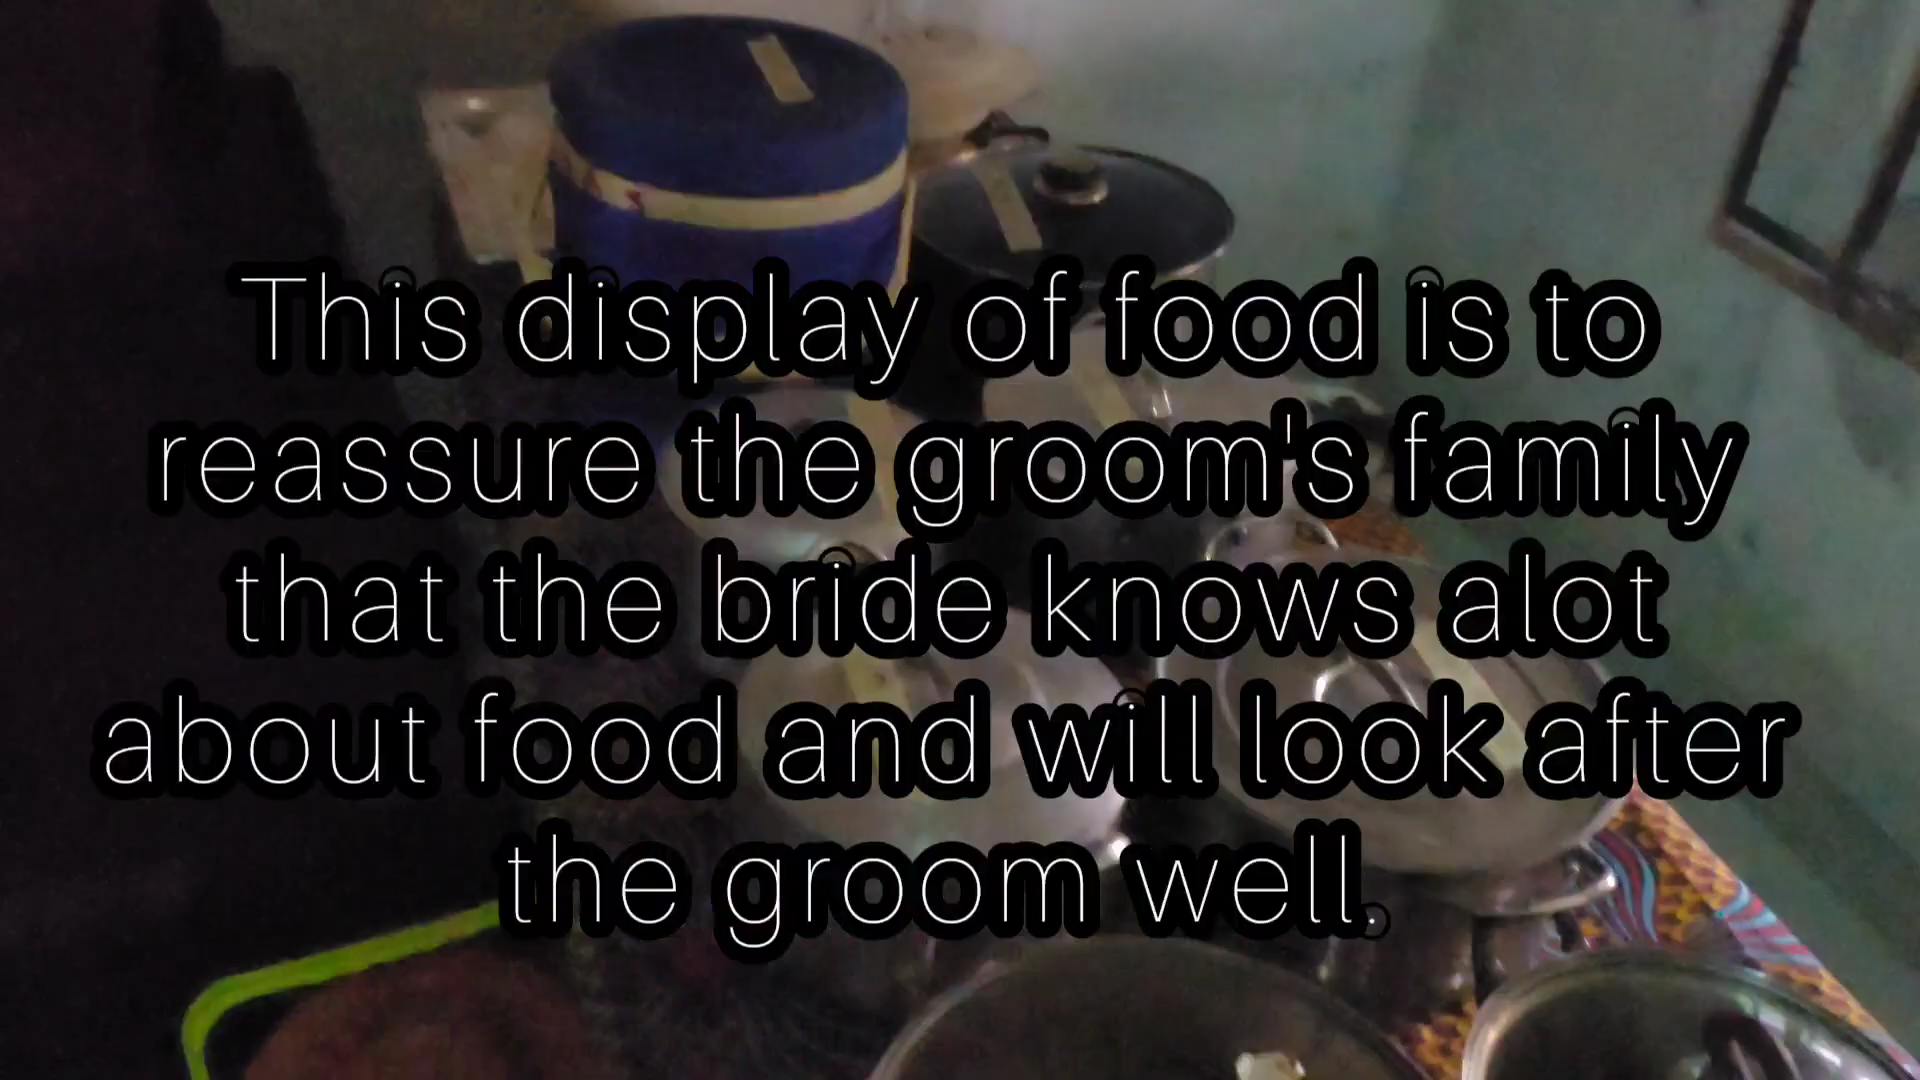 This display of food is to
reassure the groom's family
that the bride knows alot
about food and will look after
the groom well.